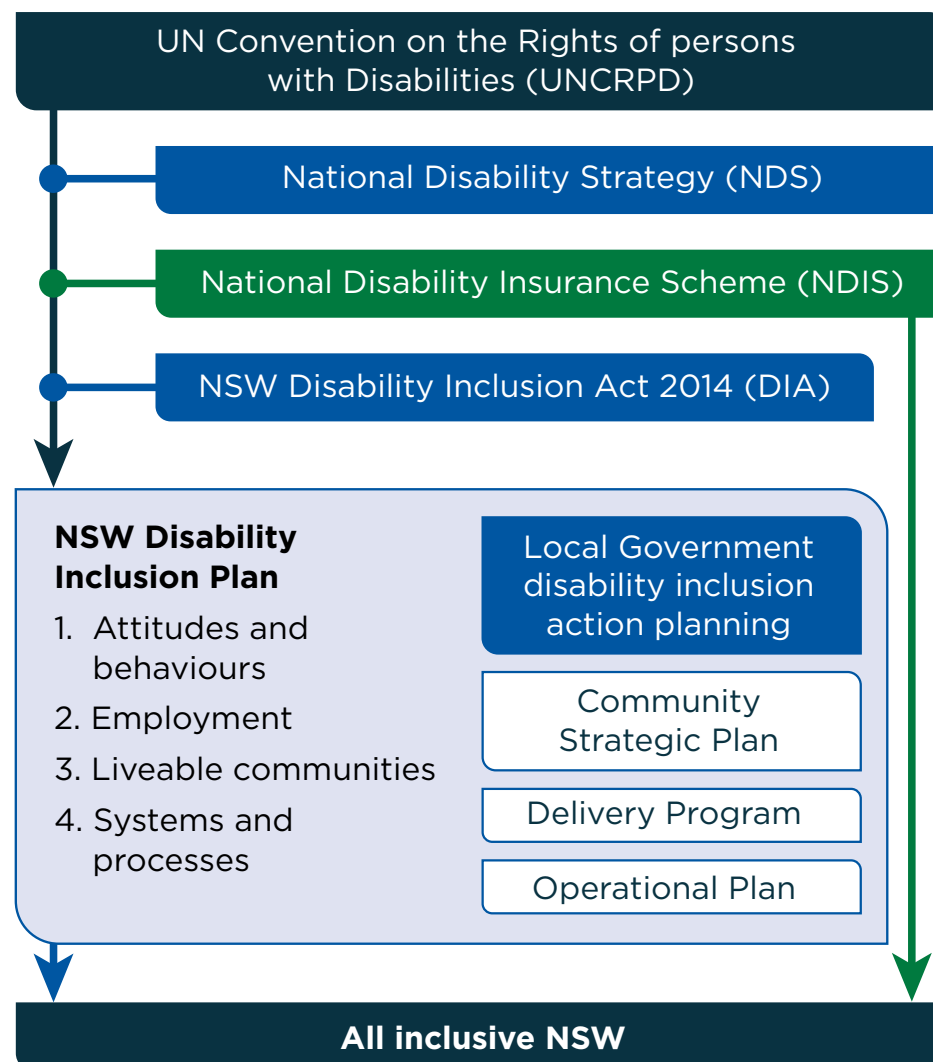 UN Convention on the Rights of persons
with Disabilities (UNCRPD)
National Disability Strategy (NDS)
National Disability Insurance Scheme (NDIS)
NSW Disability Inclusion Act 2014 (DIA)
NSW Disability
Inclusion Plan
1. Attitudes and
behaviours
2. Employment
3. Liveable communities
4. Systems and
processes
Local Government
disability inclusion
action planning
Community
Strategic Plan
Delivery Program
Operational Plan
All inclusive NSW